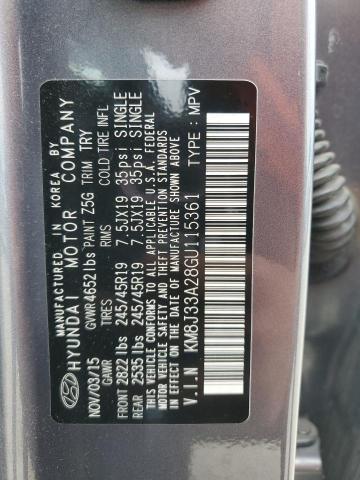 MANUFACTURED IN KOREA BY
HYUNDAI MOTOR COMPANY
GVWR 4652 lbs PAINT Z5G TRIM TRY
NOV/03/15 GAWR TIRES RIMS COLD TIRE INFL
FRONT 2822 lbs 245/45R19 7.5JX19 35psi SINGLE
REAR 2535 lbs 245/45R19 7.5JX19 35psi SINGLE
THIS VEHICLE CONFORMS TO ALL APPLICABLE U.S.A. FEDERAL
MOTOR VEHICLE SAFETY, BUMPER, AND THEFT PREVENTION STANDARDS
IN EFFECT ON THE DATE OF MANUFACTURE SHOWN ABOVE.
V.I.N KM8J33A28GU115361 TYPE : MPV